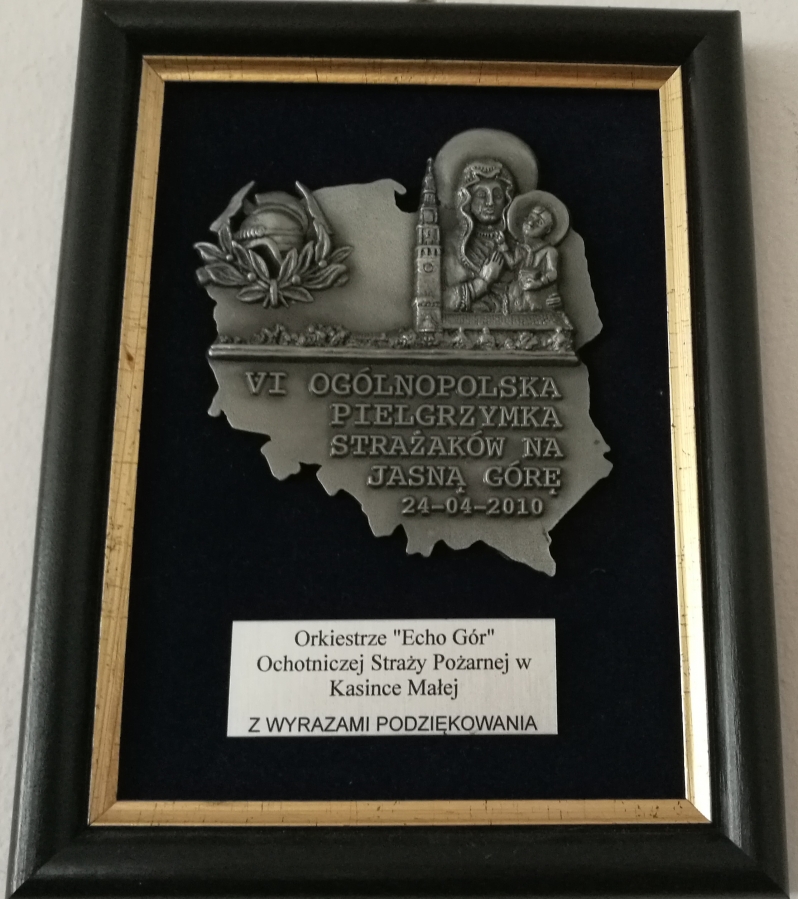 VI OGÓLNOPOLSKA
PIELGRZYMKA
STRAŻAKÓW NA
JASNĄ GÓRĘ
24-04-2010
Orkiestrze "Echo Gór"
Ochotniczej Straży Pożarnej w
Kasince Małej
Z WYRAZAMI PODZIĘKOWANIA